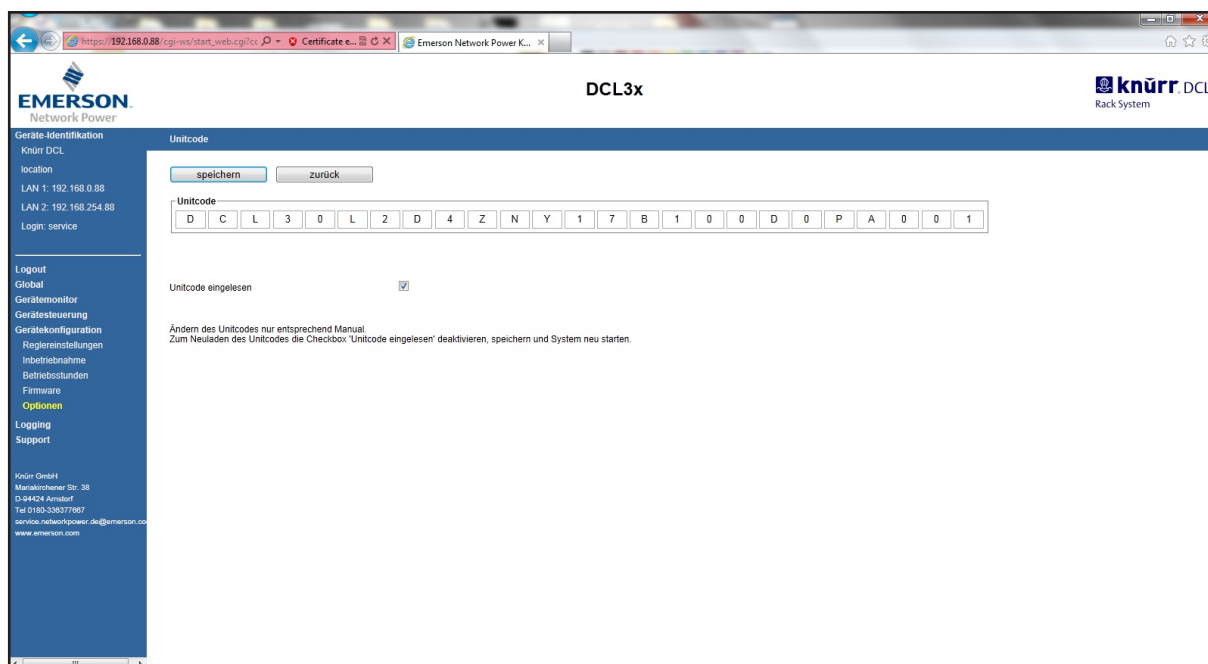 https://192.168.0.88/cgi-ws/start_web.cgi?cc
Certificate e...
Emerson Network Power K...
EMERSON.
Network Power
DCL3x
knürr. DCL
Rack System
Geräte-Identifikation
Knürr DCL
location
LAN 1: 192.168.0.88
LAN 2: 192.168.254.88
Login: service
Logout
Global
Gerätemonitor
Gerätesteuerung
Gerätekonfiguration
Reglereinstellungen
Inbetriebnahme
Betriebsstunden
Firmware
Optionen
Logging
Support
Knürr GmbH
Mariakirchener Str. 38
D-94424 Arnstorf
Tel 0180-336377667
service.networkpower.de@emerson.co
www.emerson.com
Unitcode
speichern zurück
Unitcode
D C L 3 0 L 2 D 4 Z N Y 1 7 B 1 0 0 D 0 P A 0 0 1
Unitcode eingelesen
Ändern des Unitcodes nur entsprechend Manual.
Zum Neuladen des Unitcodes die Checkbox 'Unitcode eingelesen' deaktivieren, speichern und System neu starten.